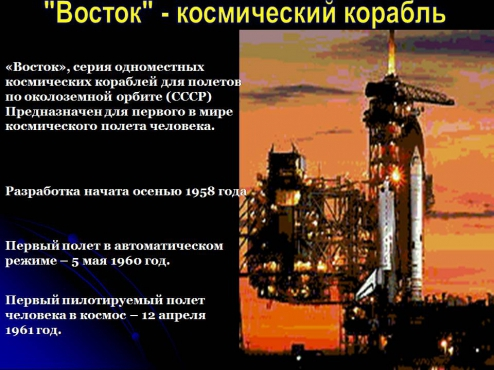 "Восток" - космический корабль
«Восток», серия одноместных
космических кораблей для полетов
по околоземной орбите (СССР)
Предназначен для первого в мире
космического полета человека.
Разработка начата осенью 1958 года
Первый полет в автоматическом
режиме – 5 мая 1960 год.
Первый пилотируемый полет
человека в космос – 12 апреля
1961 год.